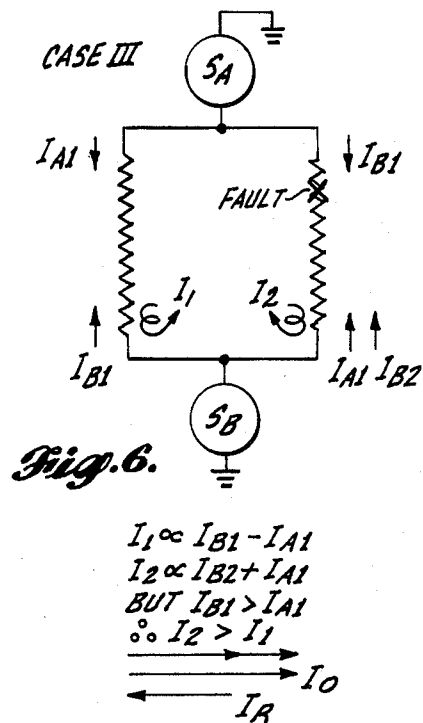 CASE III
SA
IA1
IB1
FAULT
I1
I2
IB1
IA1 IB2
SB
Fig. 6.
I1 ∝ IB1 - IA1
I2 ∝ IB2 + IA1
BUT IB1 > IA1
∴ I2 > I1
IO
IR